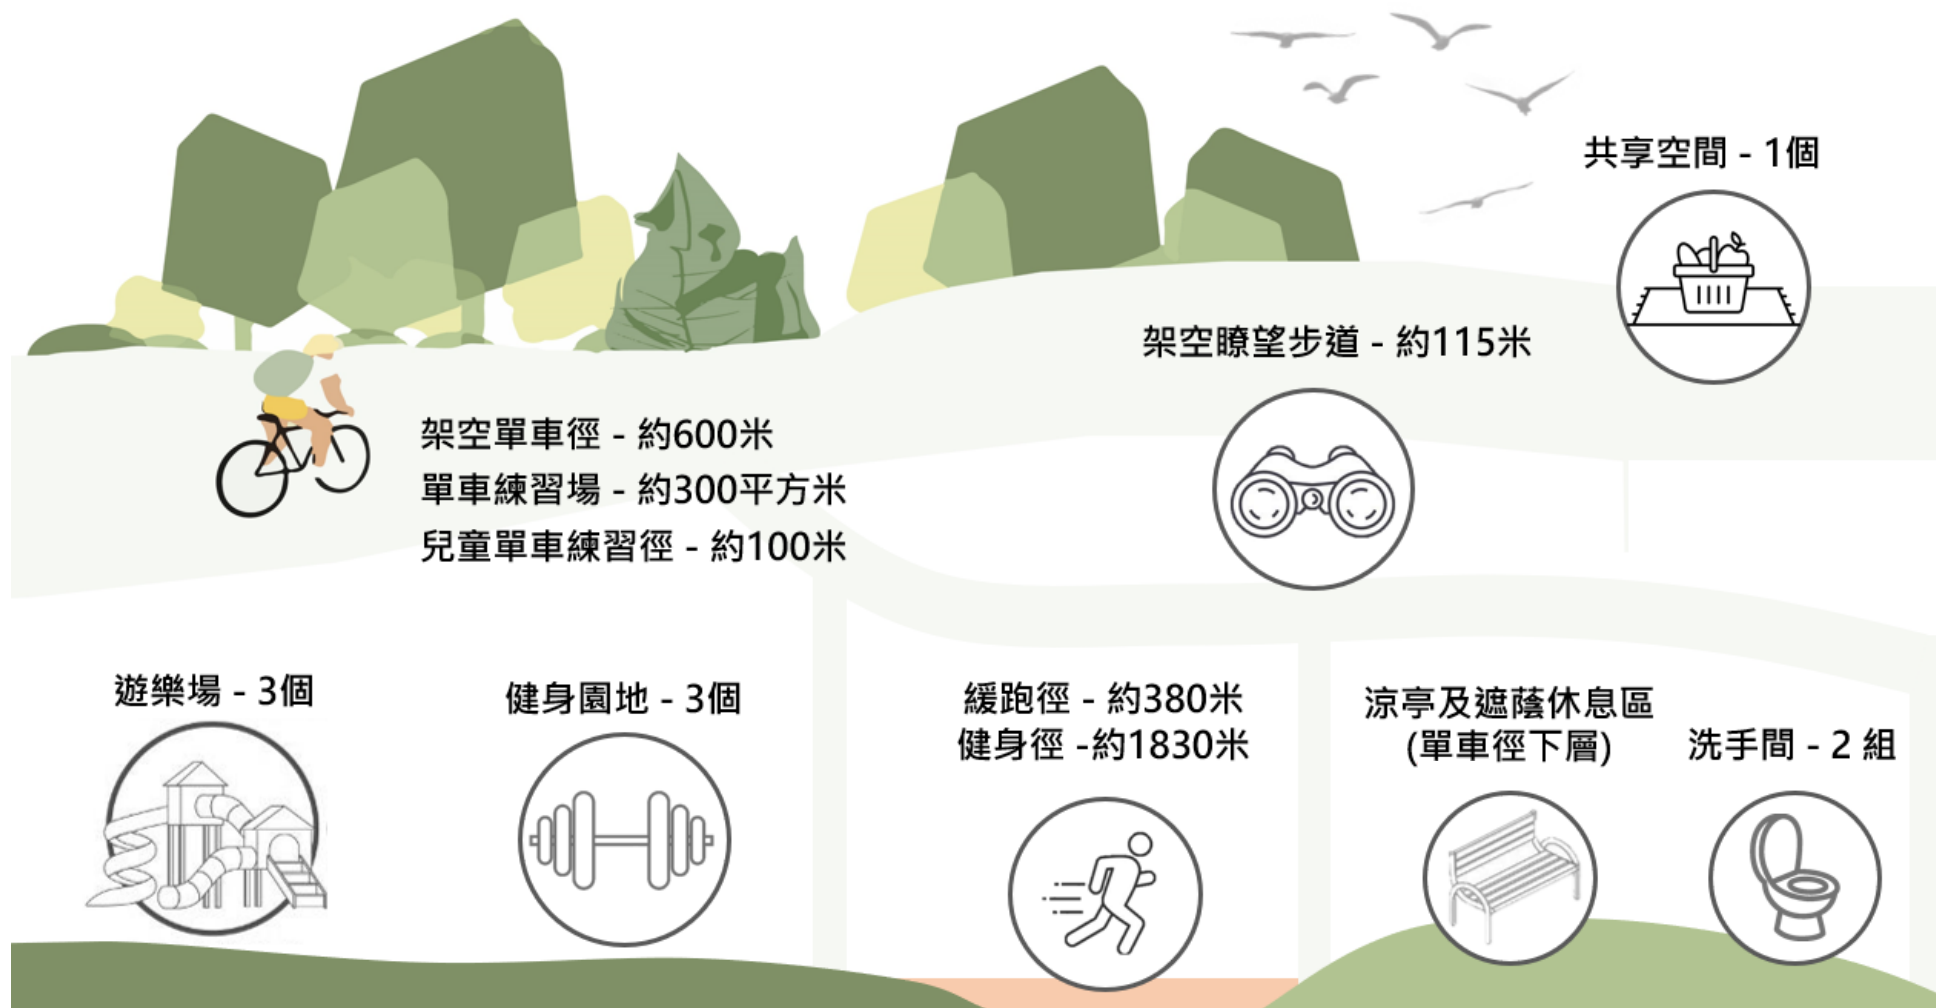 共享空間 - 1個
架空瞭望步道 - 約115米
架空單車徑 - 約600米
單車練習場 - 約300平方米
兒童單車練習徑 - 約100米
遊樂場 - 3個
健身園地 - 3個
緩跑徑 - 約380米
健身徑 -約1830米
涼亭及遮蔭休息區
(單車徑下層)
洗手間 - 2 組